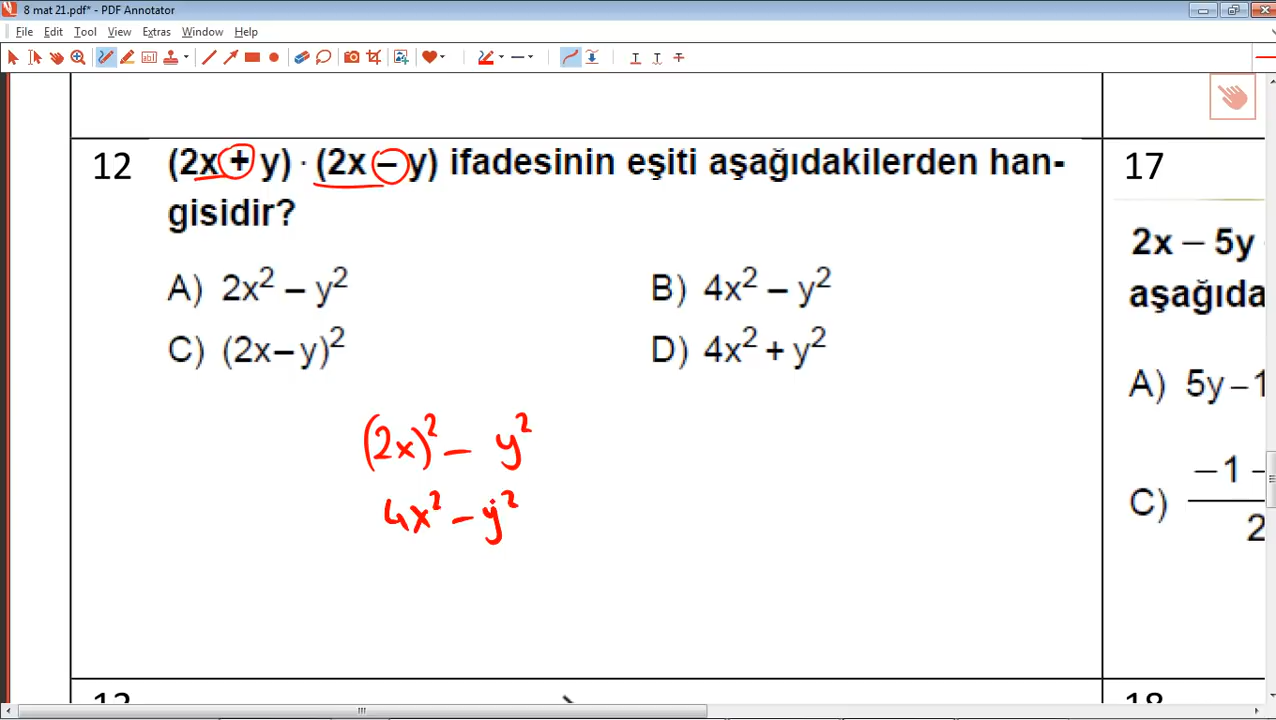 8 mat 21.pdf* - PDF Annotator
File Edit Tool View Extras Window Help
12 (2x + y) · (2x – y) ifadesinin eşiti aşağıdakilerden han-
gisidir?
A) 2x² – y² B) 4x² – y²
C) (2x–y)² D) 4x² + y²
(2x)² – y²
4x² – y²
17
2x – 5y
aşağıda
A) 5y –1
C) –1 –
2